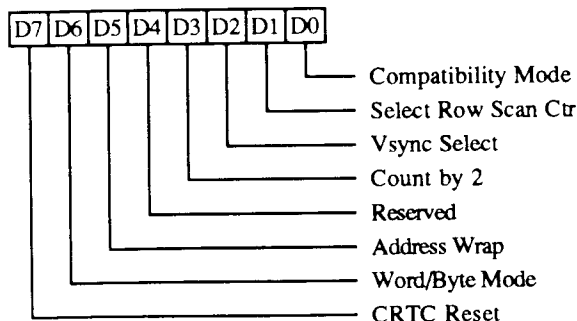 D7 D6 D5 D4 D3 D2 D1 D0
Compatibility Mode
Select Row Scan Ctr
Vsync Select
Count by 2
Reserved
Address Wrap
Word/Byte Mode
CRTC Reset